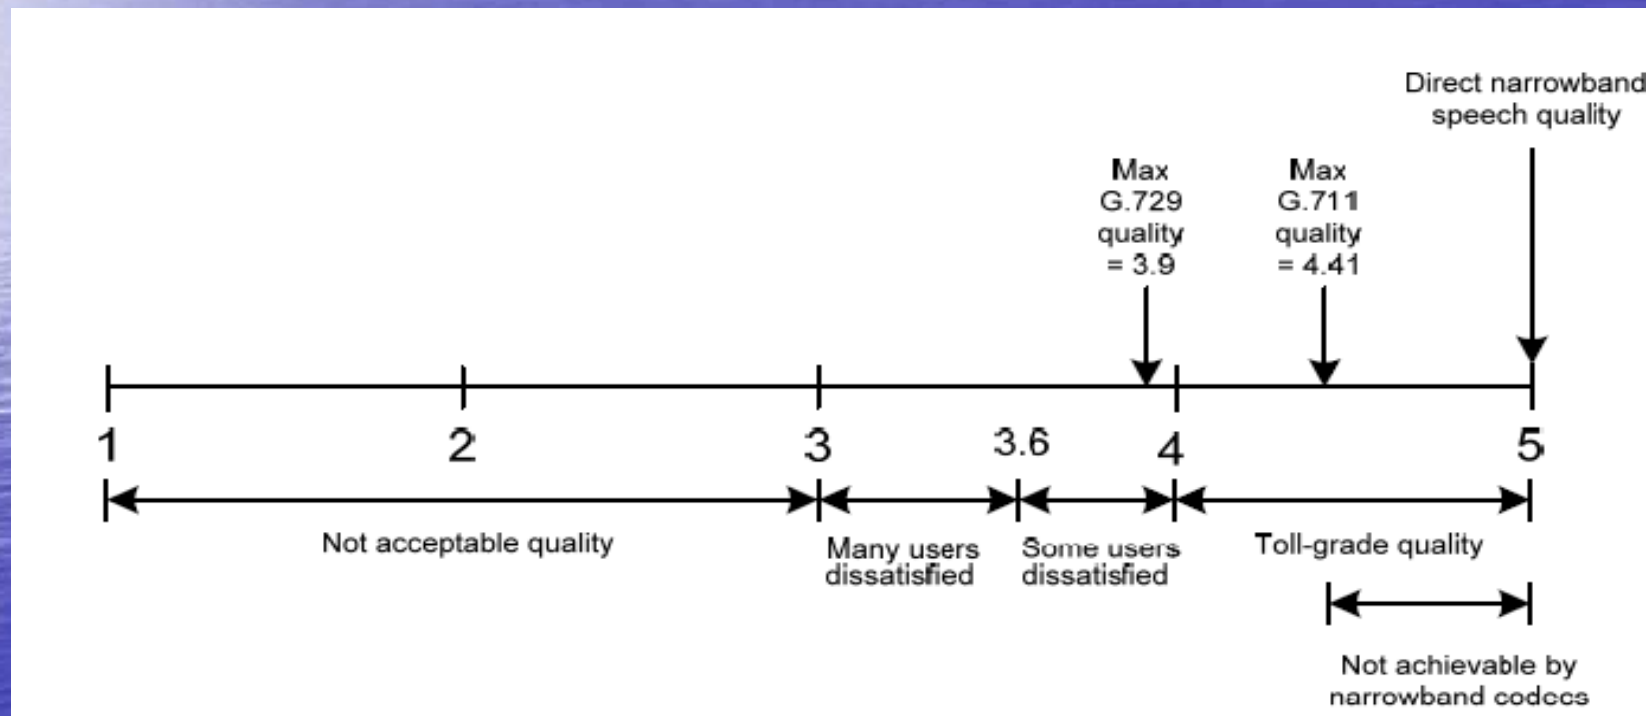 Direct narrowband
speech quality
Max
G.729
quality
= 3.9
Max
G.711
quality
= 4.41
1
2
3
3.6
4
5
Not acceptable quality
Many users
dissatisfied
Some users
dissatisfied
Toll-grade quality
Not achievable by
narrowband codecs